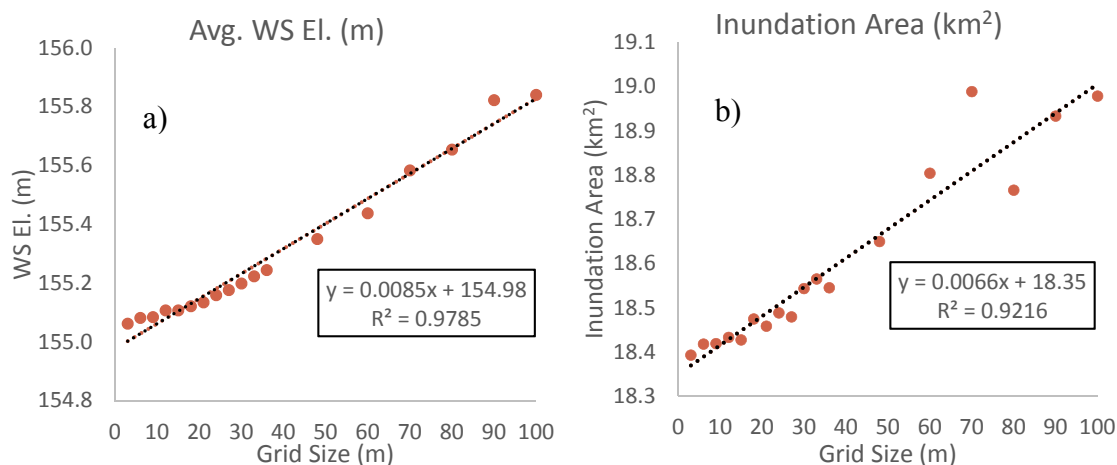 Avg. WS El. (m)
a)
WS El. (m)
156.0
155.8
155.6
155.4
155.2
155.0
154.8
y = 0.0085x + 154.98
R² = 0.9785
0 10 20 30 40 50 60 70 80 90 100
Grid Size (m)
Inundation Area (km²)
b)
Inundation Area (km²)
19.1
19.0
18.9
18.8
18.7
18.6
18.5
18.4
18.3
y = 0.0066x + 18.35
R² = 0.9216
0 10 20 30 40 50 60 70 80 90 100
Grid Size (m)